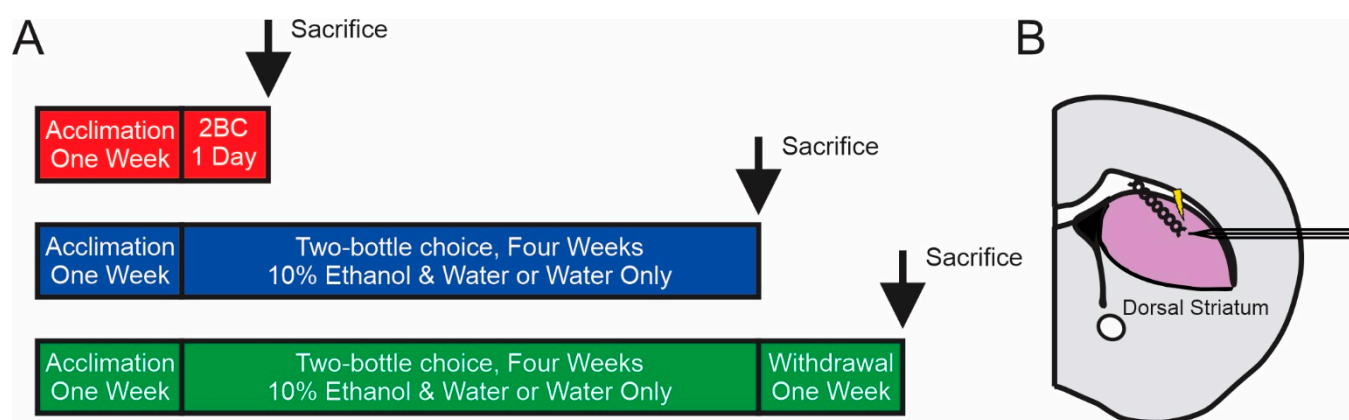 A
Sacrifice
B
Acclimation
One Week
2BC
1 Day
Sacrifice
Acclimation
One Week
Two-bottle choice, Four Weeks
10% Ethanol & Water or Water Only
Sacrifice
Dorsal Striatum
Acclimation
One Week
Two-bottle choice, Four Weeks
10% Ethanol & Water or Water Only
Withdrawal
One Week